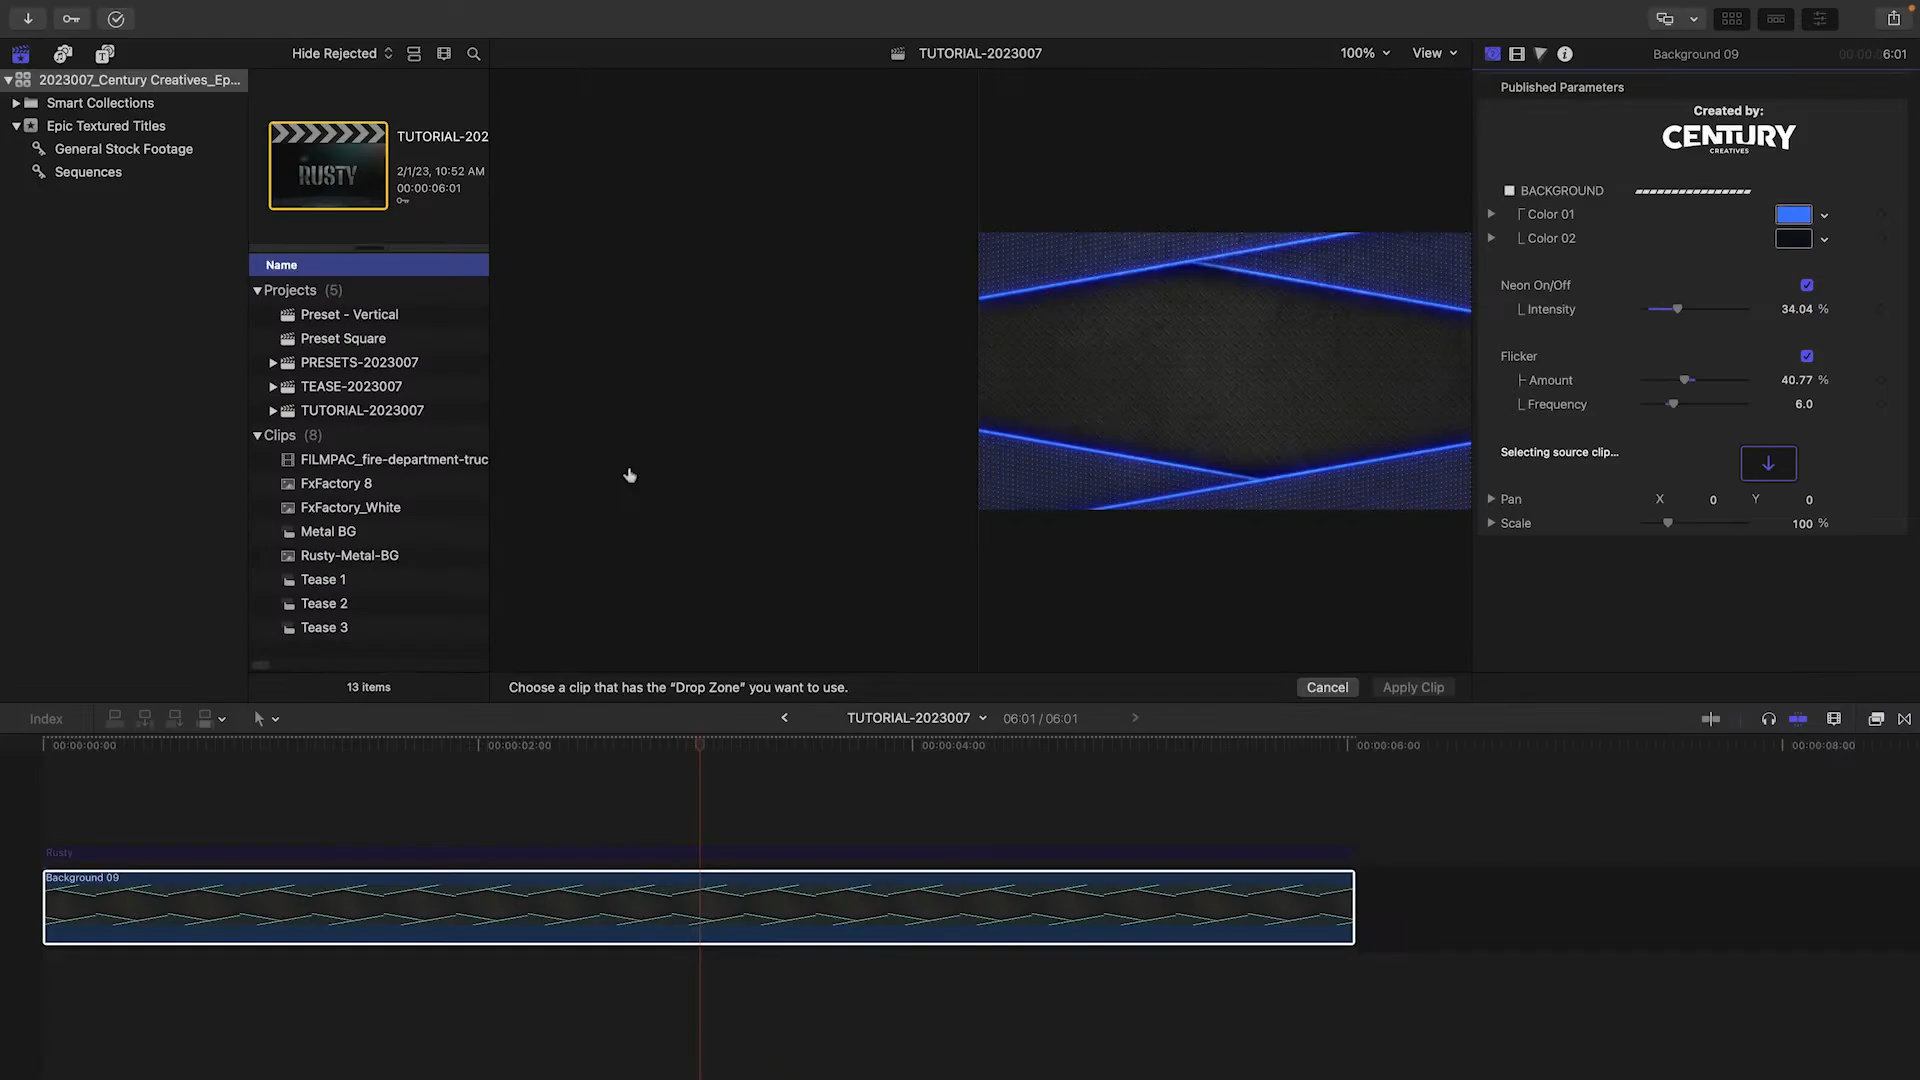 Hide Rejected
TUTORIAL-2023007
100%
View
Background 09
6:01
2023007_Century Creatives_Ep...
Smart Collections
Epic Textured Titles
General Stock Footage
Sequences
RUSTY
TUTORIAL-202
2/1/23, 10:52 AM
00:00:06:01
Name
Projects (5)
Preset - Vertical
Preset Square
PRESETS-2023007
TEASE-2023007
TUTORIAL-2023007
Clips (8)
FILMPAC_fire-department-truc
FxFactory 8
FxFactory_White
Metal BG
Rusty-Metal-BG
Tease 1
Tease 2
Tease 3
13 items
Choose a clip that has the “Drop Zone” you want to use.
Cancel
Apply Clip
Published Parameters
Created by:
CENTURY
CREATIVES
BACKGROUND
Color 01
Color 02
Neon On/Off
Intensity
34.04 %
Flicker
Amount
40.77 %
Frequency
6.0
Selecting source clip...
Pan
X
0
Y
0
Scale
100 %
Index
TUTORIAL-2023007
06:01 / 06:01
00:00:00:00
00:00:02:00
00:00:04:00
00:00:06:00
00:00:08:00
Rusty
Background 09